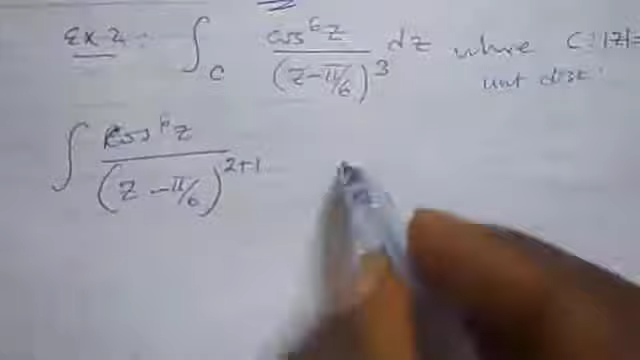 Ex 2 : ∫_C cos⁶z / (z-π/6)³ dz where C:|z|=
unit disk.
∫ cos⁶z / (z-π/6)^{2+1}